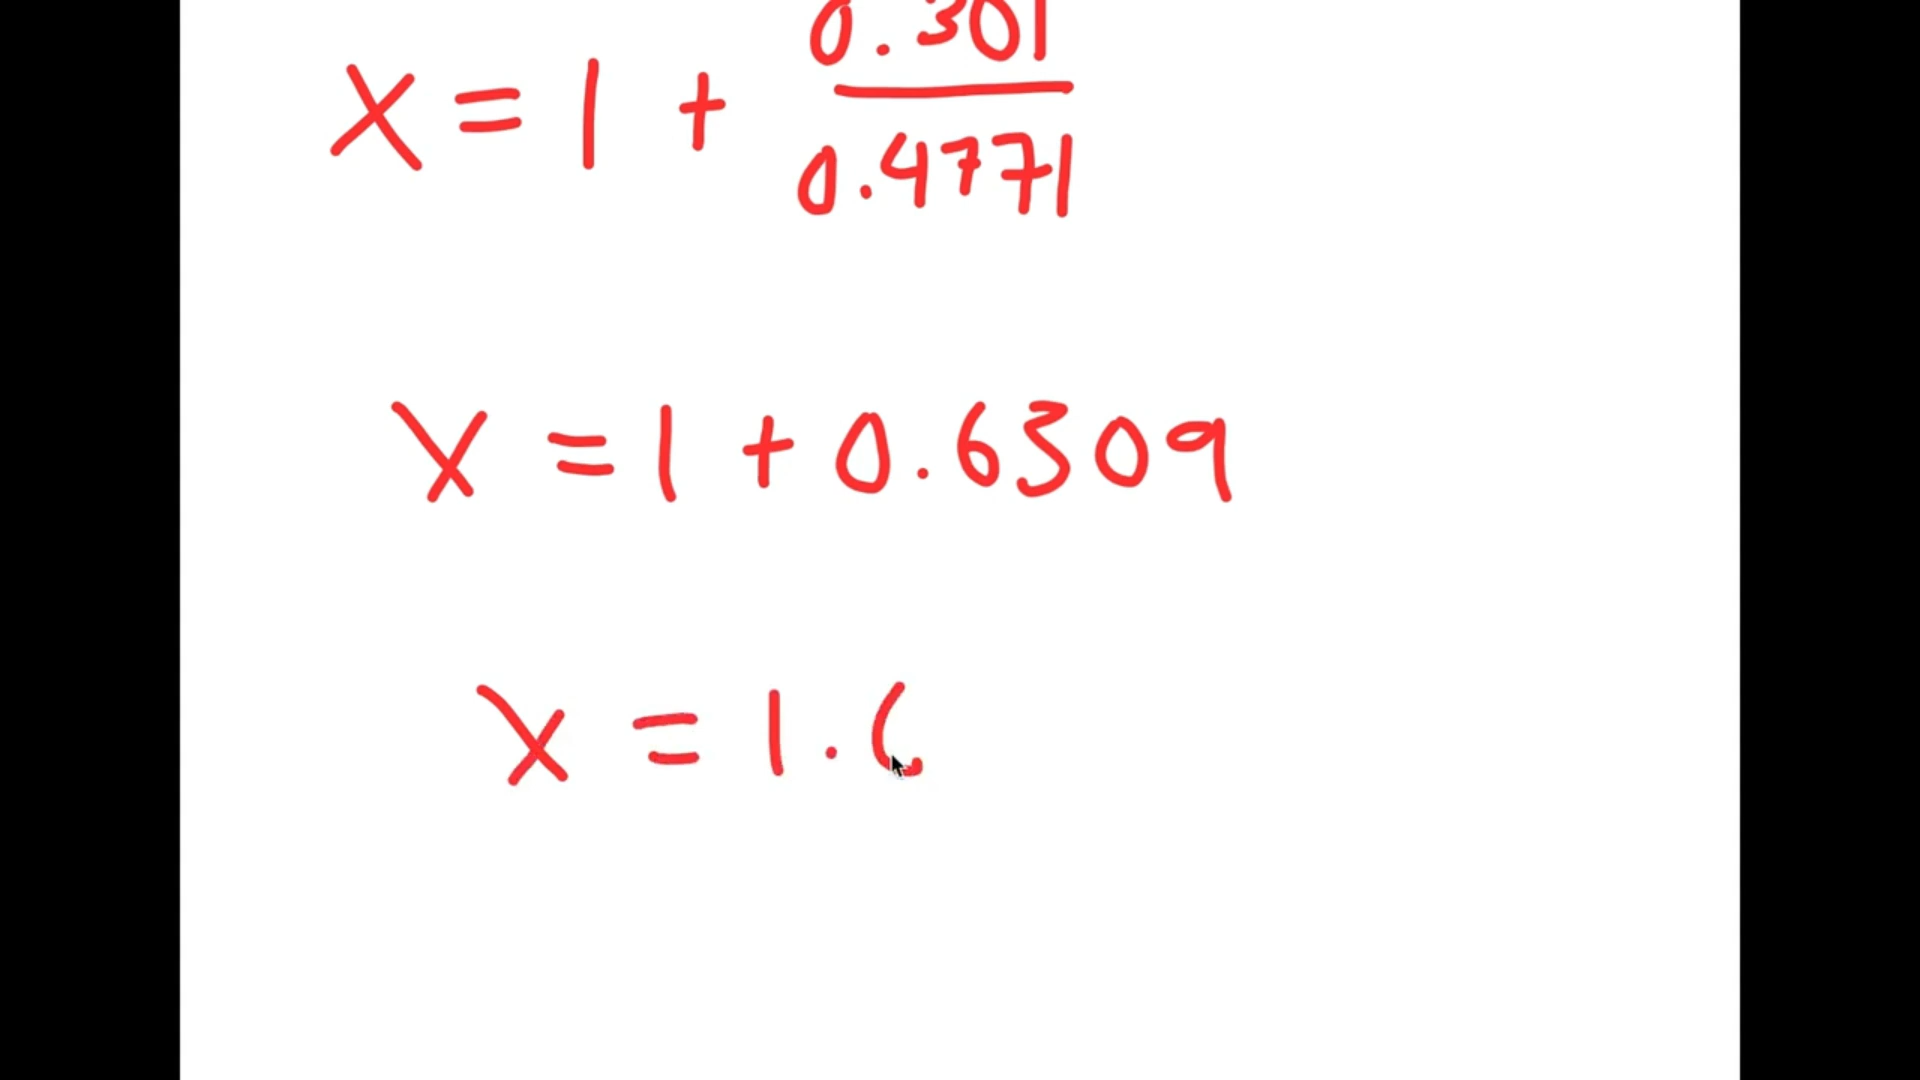 x = 1 + 0.301 / 0.4771
x = 1 + 0.6309
x = 1.6